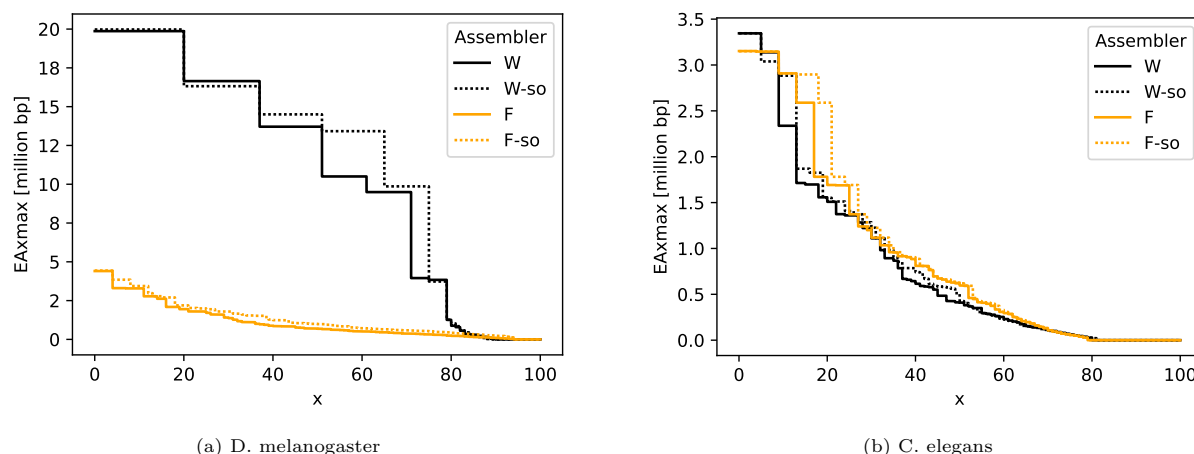 EAxmax [million bp]
20
18
15
12
10
8
5
2
0
0 20 40 60 80 100
x
Assembler
W
W-so
F
F-so
(a) D. melanogaster
EAxmax [million bp]
3.5
3.0
2.5
2.0
1.5
1.0
0.5
0.0
0 20 40 60 80 100
x
Assembler
W
W-so
F
F-so
(b) C. elegans